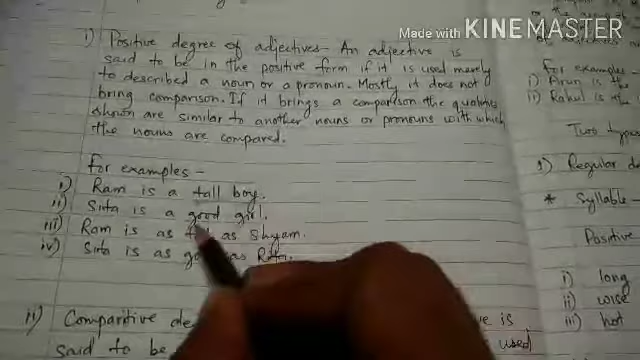 Made with KINEMASTER
i) Positive degree of adjectives - An adjective is
said to be in the positive form if it is used merely
to described a noun or a pronoun. Mostly it does not
bring comparison. If it brings a comparison the qualities
shown are similar to another nouns or pronouns with which
the nouns are compared.
For examples -
i) Ram is a tall boy.
ii) Sita is a good girl.
iii) Ram is as as Shyam.
iv) Sita is as as Rita.
ii) Comparitive is
said to be used
For examples -
i) is the
ii) Rahul is the
Two
1) Regular
* Syllable -
Positive
i) long
ii) wise
iii) hot